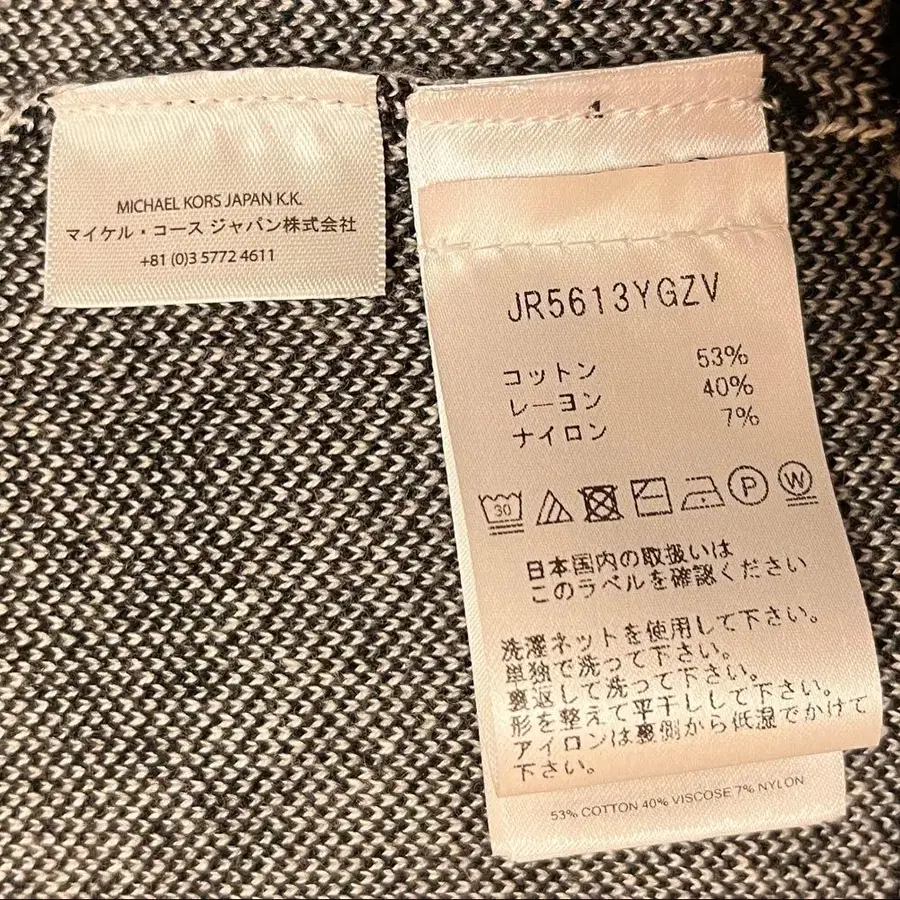 MICHAEL KORS JAPAN K.K.
マイケル・コース ジャパン株式会社
+81 (0)3 5772 4611
JR5613YGZV
コットン 53%
レーヨン 40%
ナイロン 7%
30
P
W
日本国内の取扱いは
このラベルを確認ください
洗濯ネットを使用して下さい。
単独で洗って下さい。
裏返して洗って下さい。
形を整えて平干しして下さい。
アイロンは裏側から低温でかけて
下さい。
53% COTTON 40% VISCOSE 7% NYLON